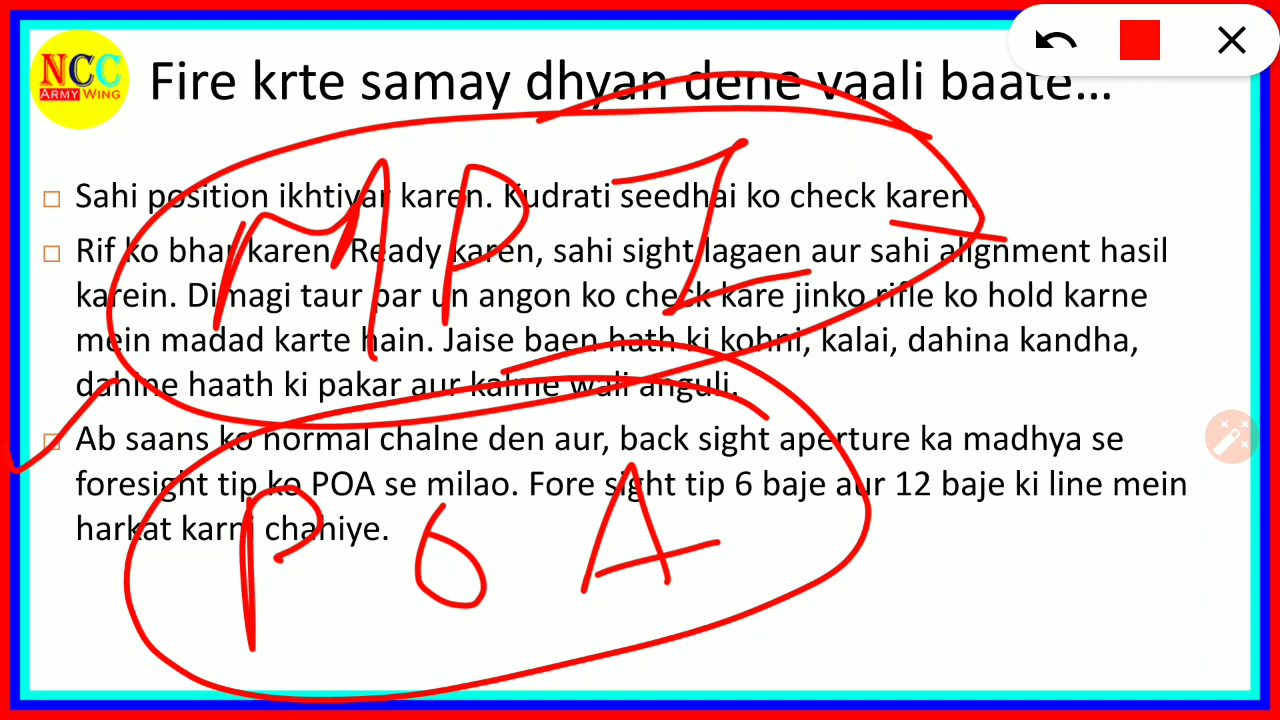 NCC
ARMY WING
Fire krte samay dhyan dene vaali baate...
Sahi position ikhtiyar karen. Kudrati seedhai ko check karen.
Rif ko bhar karen. Ready karen, sahi sight lagaen aur sahi alignment hasil
karein. Dimagi taur par un angon ko check kare jinko rifle ko hold karne
mein madad karte hain. Jaise baen hath ki kohni, kalai, dahina kandha,
dahine haath ki pakar aur kalme wali anguli.
Ab saans ko normal chalne den aur, back sight aperture ka madhya se
foresight tip ko POA se milao. Fore sight tip 6 baje aur 12 baje ki line mein
harkat karni chahiye.
MPI
POA